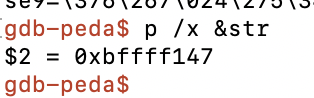 gdb-peda$ p /x &str
$2 = 0xbffff147
gdb-peda$